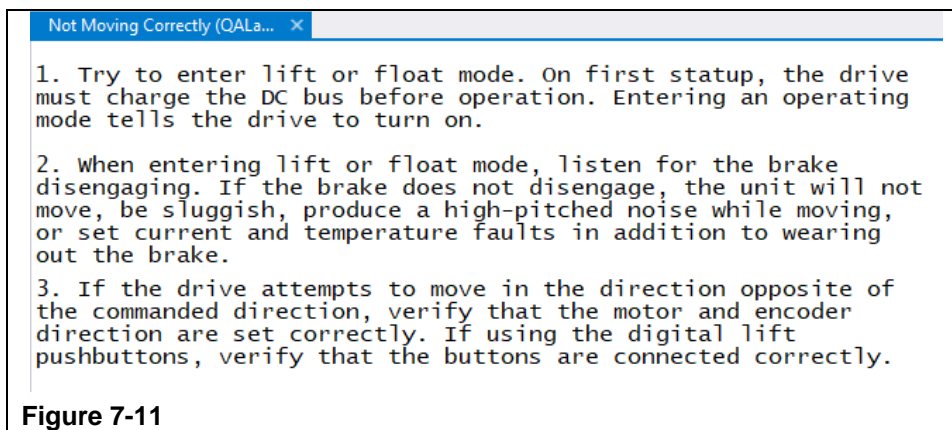 Not Moving Correctly (QALa... ×
1. Try to enter lift or float mode. On first statup, the drive
must charge the DC bus before operation. Entering an operating
mode tells the drive to turn on.
2. When entering lift or float mode, listen for the brake
disengaging. If the brake does not disengage, the unit will not
move, be sluggish, produce a high-pitched noise while moving,
or set current and temperature faults in addition to wearing
out the brake.
3. If the drive attempts to move in the direction opposite of
the commanded direction, verify that the motor and encoder
direction are set correctly. If using the digital lift
pushbuttons, verify that the buttons are connected correctly.
Figure 7-11